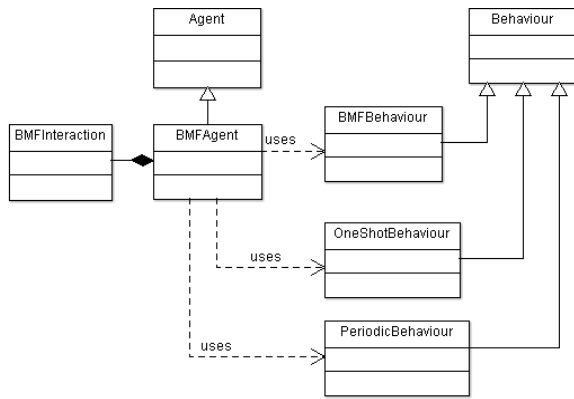 Agent
Behaviour
BMFInteraction
BMFAgent
uses
BMFBehaviour
uses
OneShotBehaviour
uses
PeriodicBehaviour